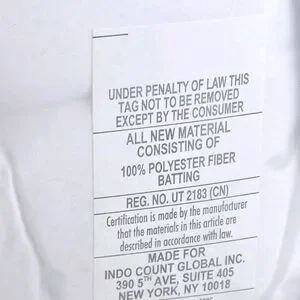 UNDER PENALTY OF LAW THIS
TAG NOT TO BE REMOVED
EXCEPT BY THE CONSUMER
ALL NEW MATERIAL
CONSISTING OF
100% POLYESTER FIBER
BATTING
REG. NO. UT 2183 (CN)
Certification is made by the manufacturer
that the materials in this article are
described in accordance with law.
MADE FOR
INDO COUNT GLOBAL INC.
390 5TH AVE, SUITE 405
NEW YORK, NY 10018